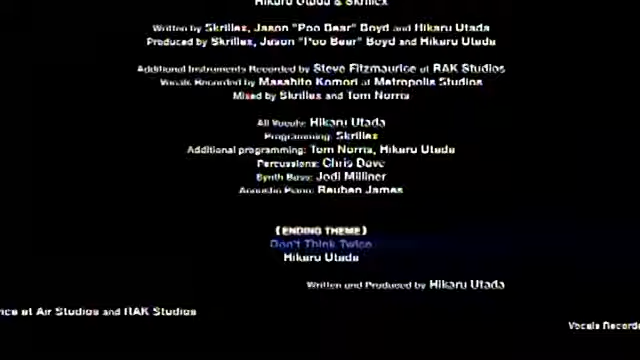 Hikaru Utada & Skrillex
Written by Skrillex, Jason "Poo Bear" Boyd and Hikaru Utada
Produced by Skrillex, Jason "Poo Bear" Boyd and Hikaru Utada
Additional Instruments Recorded by Steve Fitzmaurice at RAK Studios
Vocals Recorded by Masahito Komori at Metropolis Studios
Mixed by Skrillex and Tom Norris
All Vocals: Hikaru Utada
Programming: Skrillex
Additional programming: Tom Norris, Hikaru Utada
Percussions: Chris Dave
Synth Bass: Jodi Milliner
Acoustic Piano: Reuben James
(ENDING THEME)
Don't Think Twice
Hikaru Utada
Written and Produced by Hikaru Utada
at Air Studios and RAK Studios
Vocals